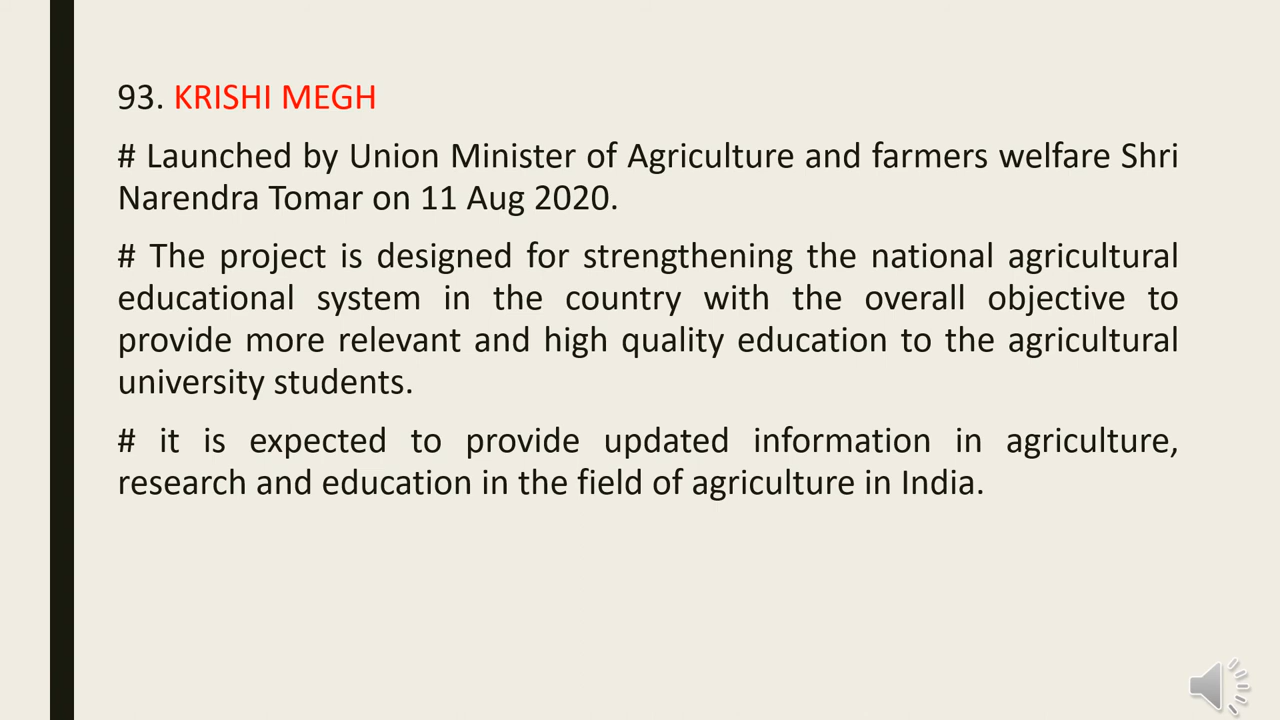 93. KRISHI MEGH
# Launched by Union Minister of Agriculture and farmers welfare Shri
Narendra Tomar on 11 Aug 2020.
# The project is designed for strengthening the national agricultural
educational system in the country with the overall objective to
provide more relevant and high quality education to the agricultural
university students.
# it is expected to provide updated information in agriculture,
research and education in the field of agriculture in India.